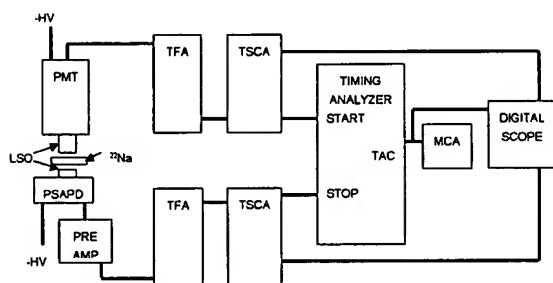 -HV
PMT
LSO
²²Na
PSAPD
-HV
PRE
AMP
TFA
TSCA
TIMING
ANALYZER
START
TAC
STOP
MCA
DIGITAL
SCOPE
TFA
TSCA